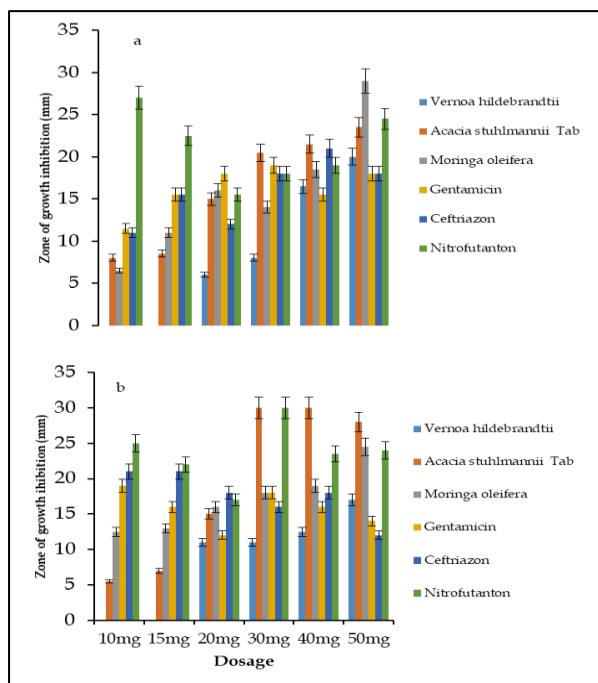 a
Zone of growth inhibition (mm)
35
30
25
20
15
10
5
0
Vernoa hildebrandtii
Acacia stuhlmannii Tab
Moringa oleifera
Gentamicin
Ceftriazon
Nitrofutanton
b
Zone of growth ihibition (mm)
35
30
25
20
15
10
5
0
Vernoa hildebrandtii
Acacia stuhlmannii Tab
Moringa oleifera
Gentamicin
Ceftriazon
Nitrofutanton
10mg 15mg 20mg 30mg 40mg 50mg
Dosage